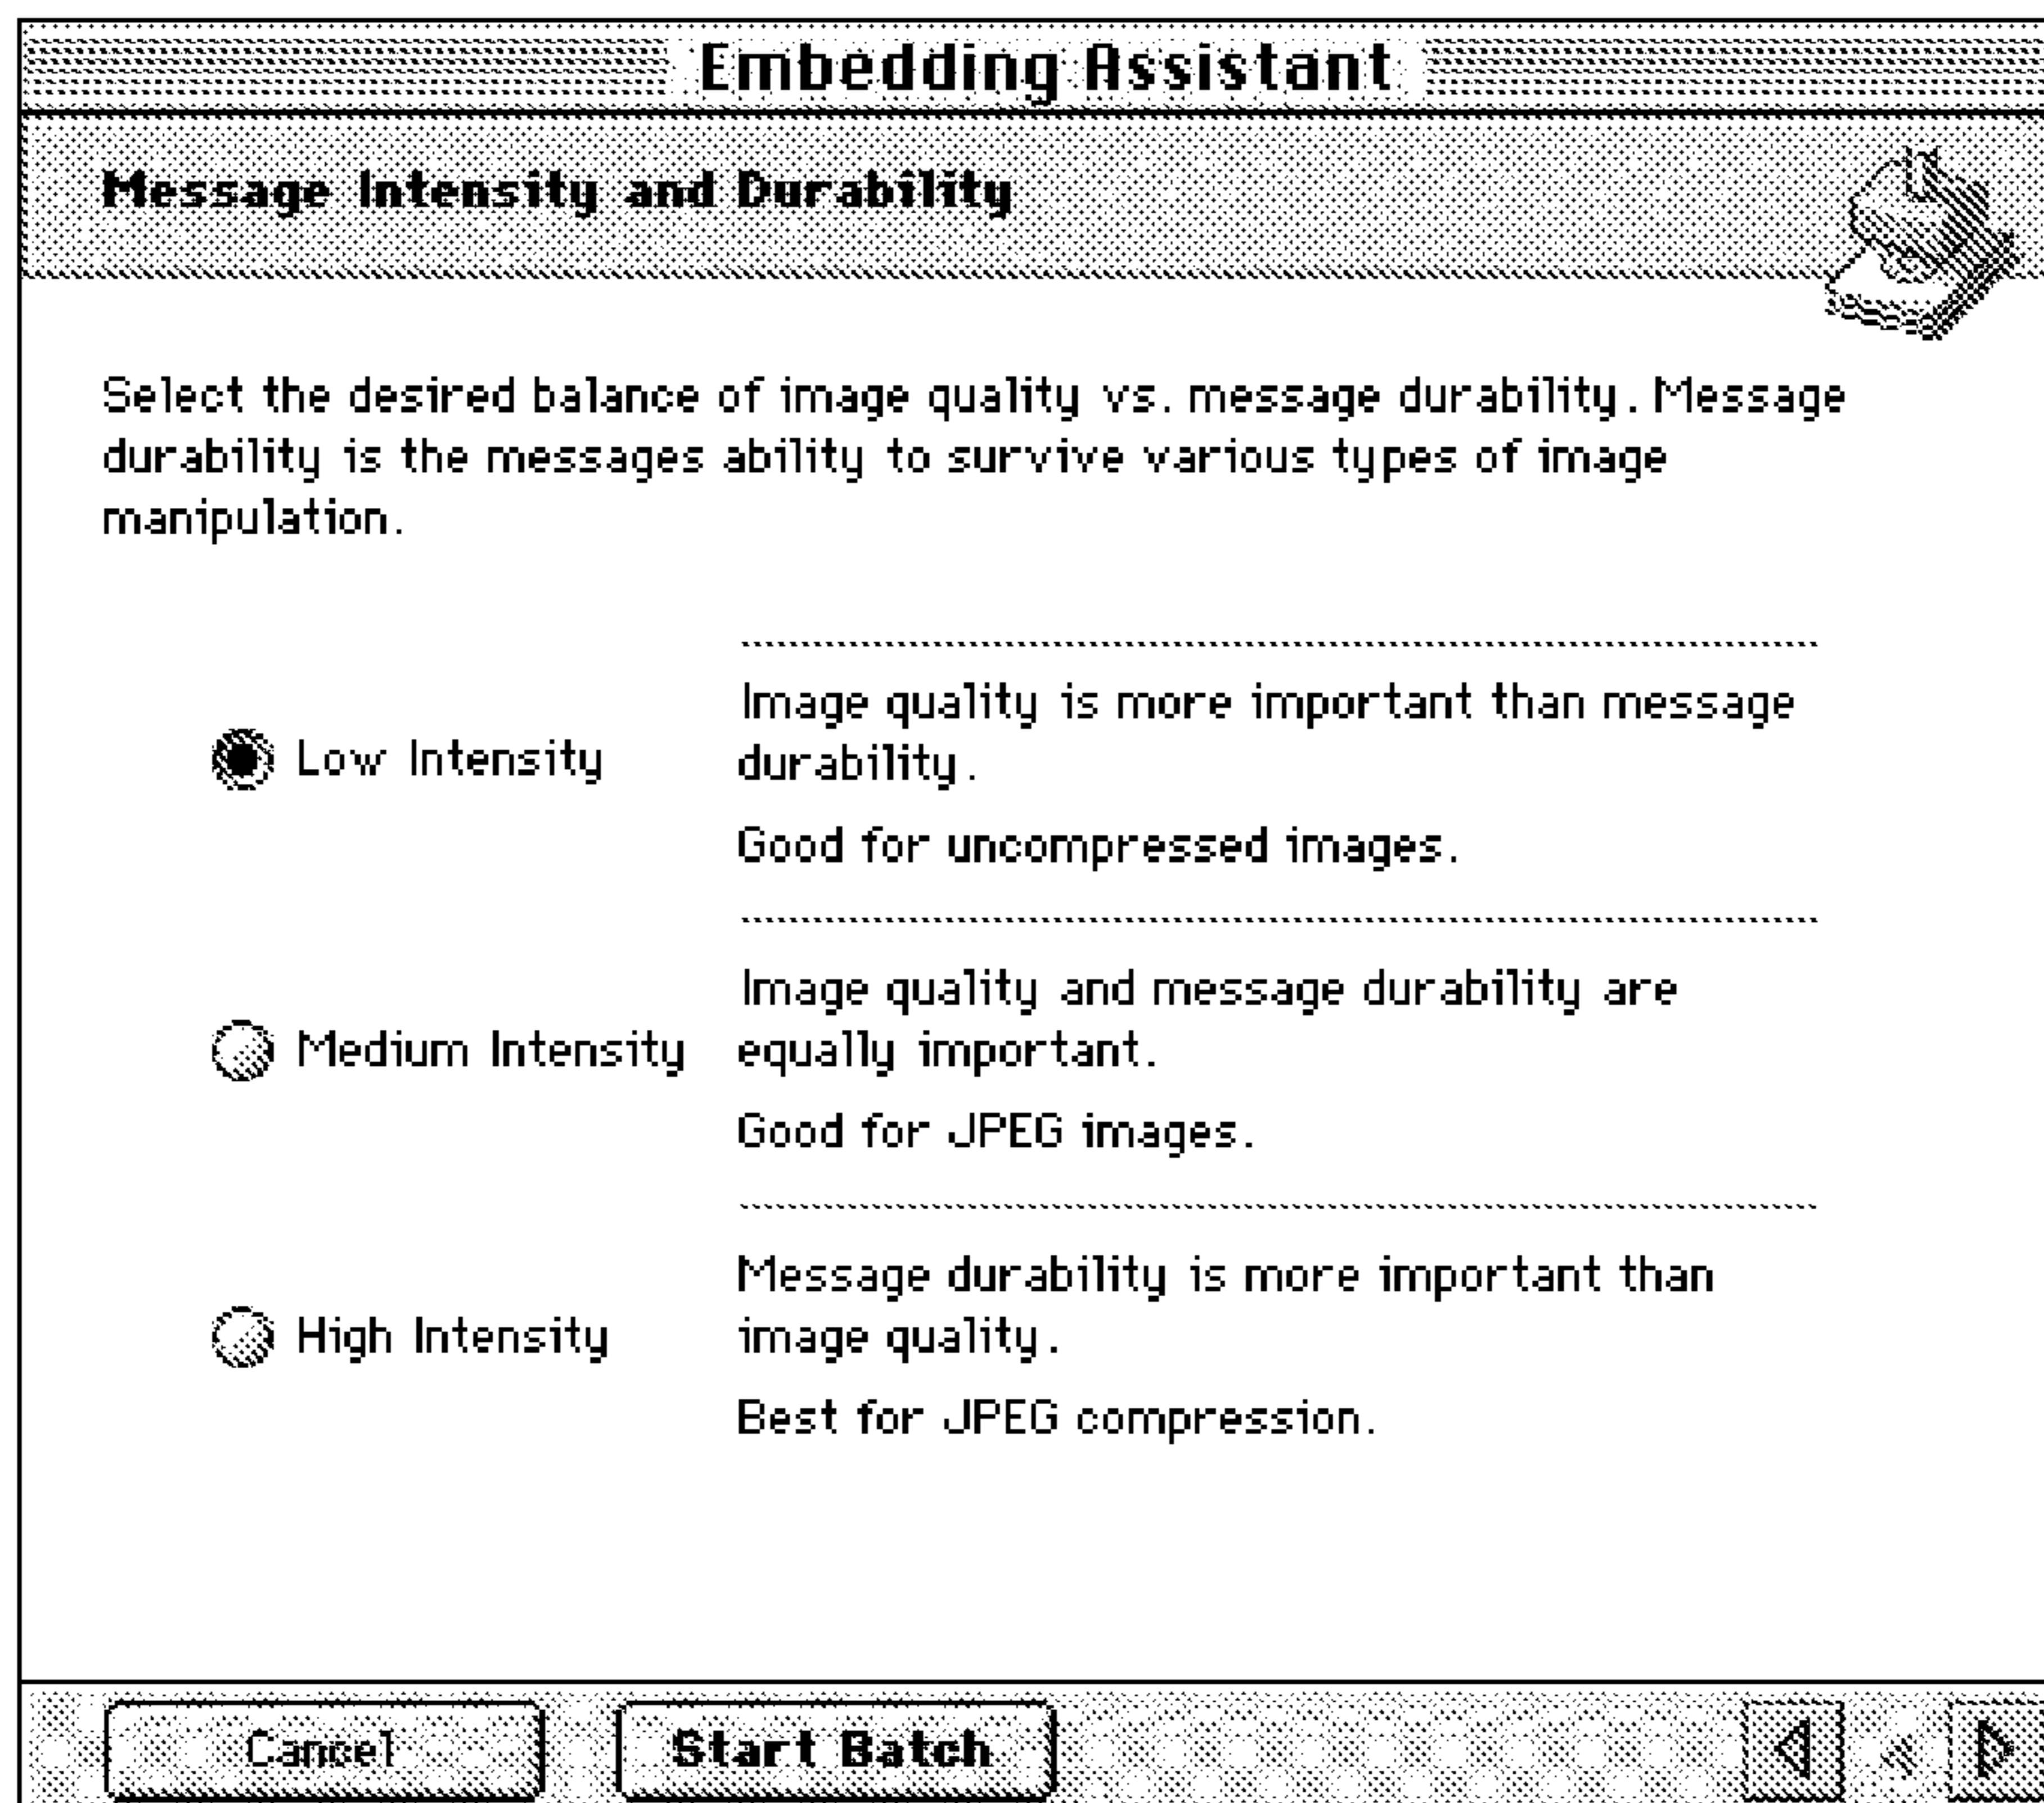 Embedding Assistant
Message Intensity and Durability
Select the desired balance of image quality vs. message durability. Message
durability is the messages ability to survive various types of image
manipulation.
Low Intensity
Image quality is more important than message
durability.
Good for uncompressed images.
Medium Intensity
Image quality and message durability are
equally important.
Good for JPEG images.
High Intensity
Message durability is more important than
image quality.
Best for JPEG compression.
Cancel
Start Batch